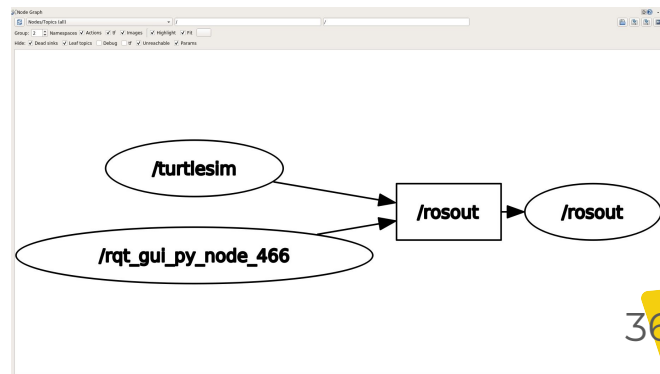 Node Graph
Nodes/Topics (all) / /
Group: 2 Namespaces Actions tf Images Highlight Fit
Hide: Dead sinks Leaf topics Debug tf Unreachable Params
/turtlesim
/rosout /rosout
/rqt_gui_py_node_466
36